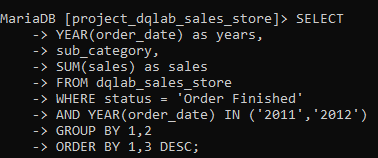 MariaDB [project_dqlab_sales_store]> SELECT
-> YEAR(order_date) as years,
-> sub_category,
-> SUM(sales) as sales
-> FROM dqlab_sales_store
-> WHERE status = 'Order Finished'
-> AND YEAR(order_date) IN ('2011','2012')
-> GROUP BY 1,2
-> ORDER BY 1,3 DESC;